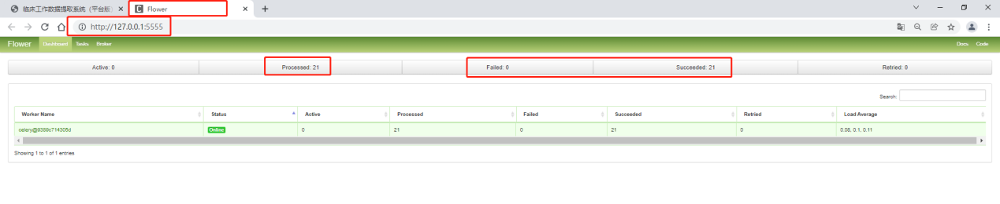 临床工作数据提取系统（平台版） Flower
http://127.0.0.1:5555
Flower Dashboard Tasks Broker Docs Code
Active: 0 Processed: 21 Failed: 0 Succeeded: 21 Retried: 0
Search:
Worker Name Status Active Processed Failed Succeeded Retried Load Average
celery@9389c714305d Online 0 21 0 21 0 0.08, 0.1, 0.11
Showing 1 to 1 of 1 entries